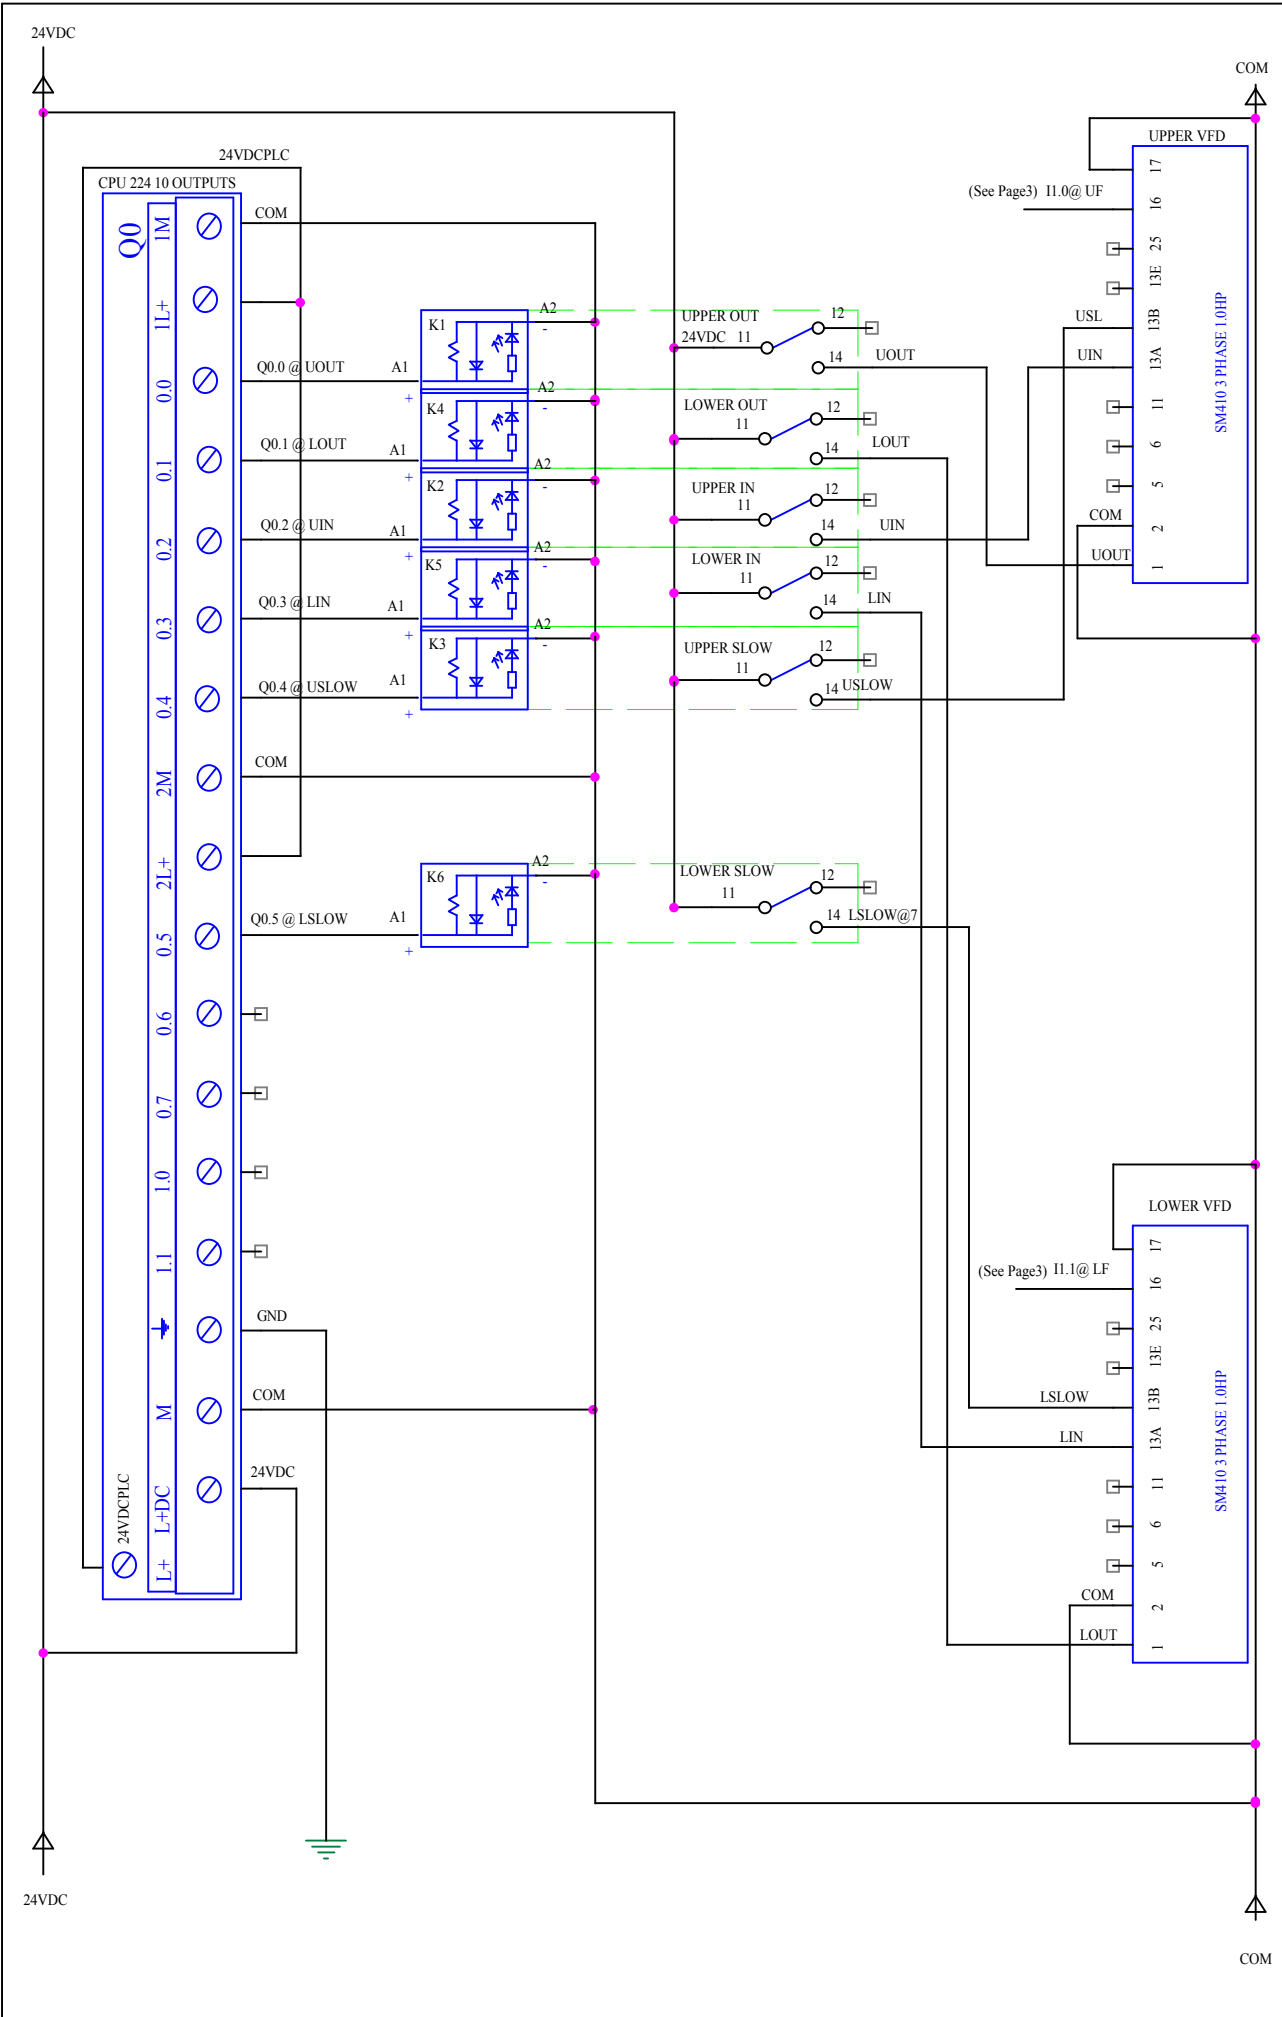 24VDC
COM
24VDCPLC
CPU 224 10 OUTPUTS
Q0
1M
COM
1L+
0.0
Q0.0 @ UOUT
0.1
Q0.1 @ LOUT
0.2
Q0.2 @ UIN
0.3
Q0.3 @ LIN
0.4
Q0.4 @ USLOW
2M
COM
2L+
0.5
Q0.5 @ LSLOW
0.6
0.7
1.0
1.1
GND
M
COM
L+DC
24VDC
L+
24VDCPLC
K1
A2
-
A1
+
K4
A2
-
A1
+
K2
A2
-
A1
+
K5
A2
-
A1
+
K3
A2
-
A1
+
K6
A2
-
A1
+
UPPER OUT
24VDC 11
12
14 UOUT
LOWER OUT
11
12
14 LOUT
UPPER IN
11
12
14 UIN
LOWER IN
11
12
14 LIN
UPPER SLOW
11
12
14 USLOW
LOWER SLOW
11
12
14 LSLOW@7
UPPER VFD
17
(See Page3) I1.0@ UF
16
25
13E
USL
13B
UIN
13A
11
6
5
COM
2
UOUT
1
SM410 3 PHASE 1.0HP
LOWER VFD
17
(See Page3) I1.1@ LF
16
25
13E
LSLOW
13B
LIN
13A
11
6
5
COM
2
LOUT
1
SM410 3 PHASE 1.0HP
24VDC
COM